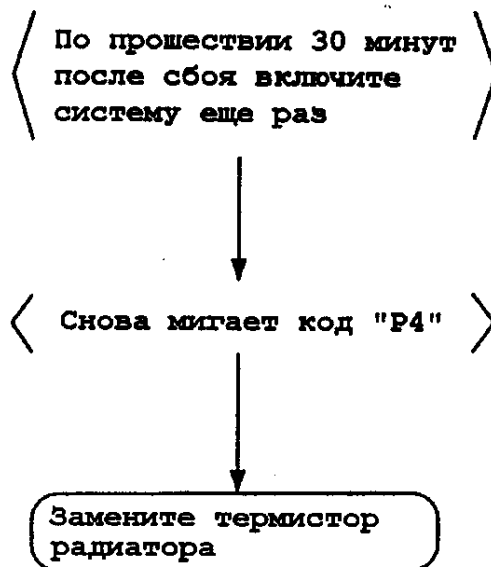 По прошествии 30 минут
после сбоя включите
систему еще раз
Снова мигает код "P4"
Замените термистор
радиатора